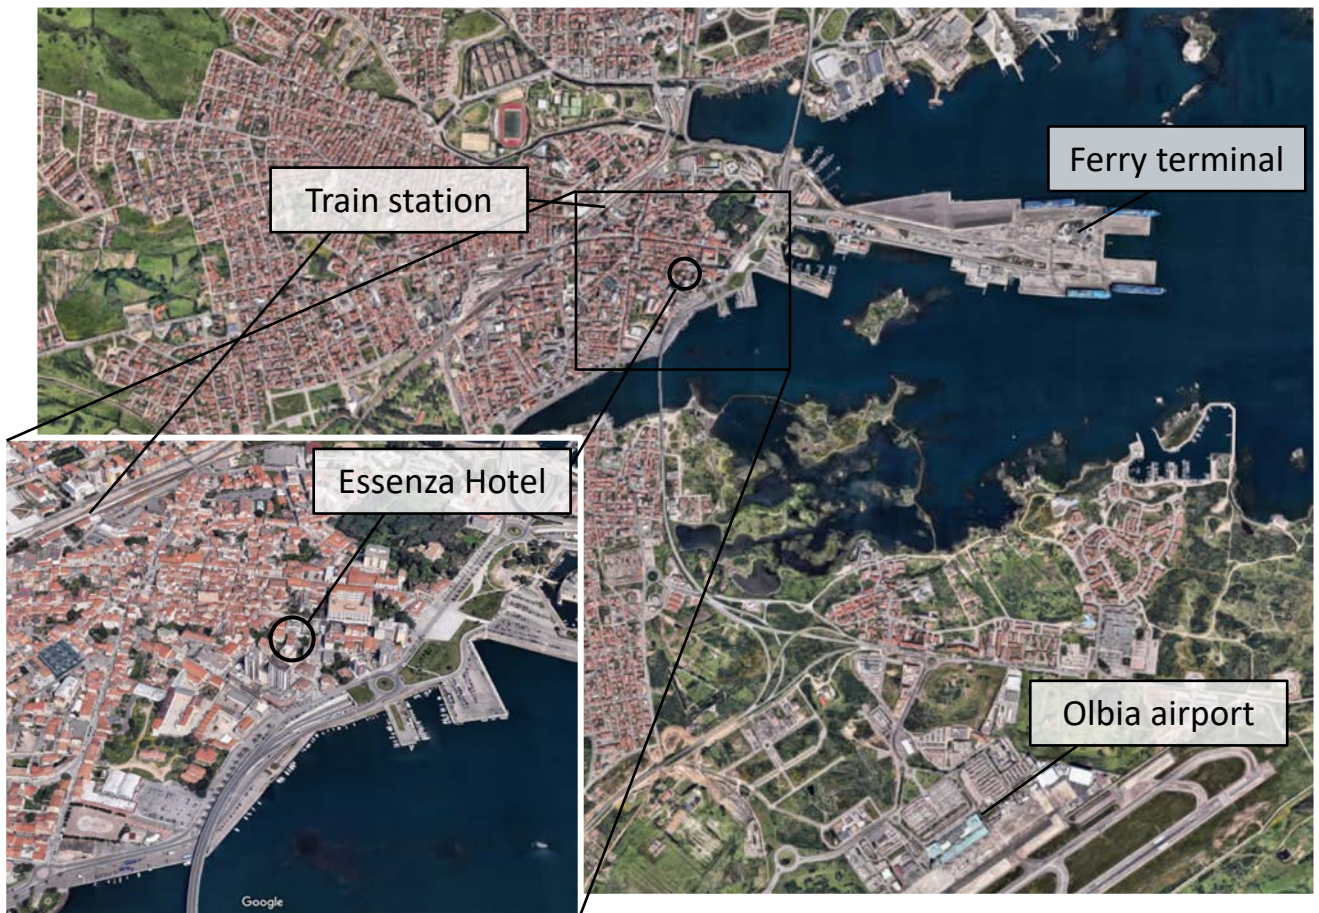 Ferry terminal
Train station
Essenza Hotel
Olbia airport
Google